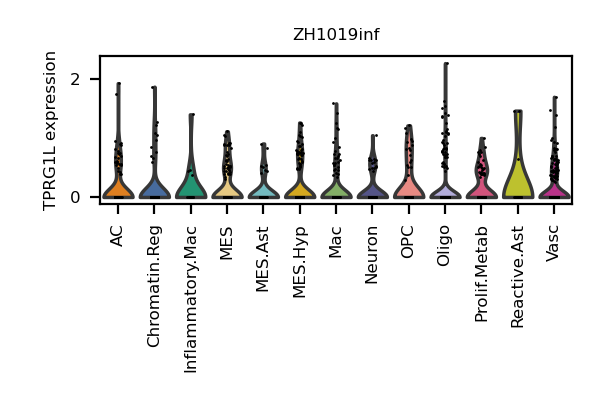 ZH1019inf
TPRG1L expression
2
0
AC
Chromatin.Reg
Inflammatory.Mac
MES
MES.Ast
MES.Hyp
Mac
Neuron
OPC
Oligo
Prolif.Metab
Reactive.Ast
Vasc